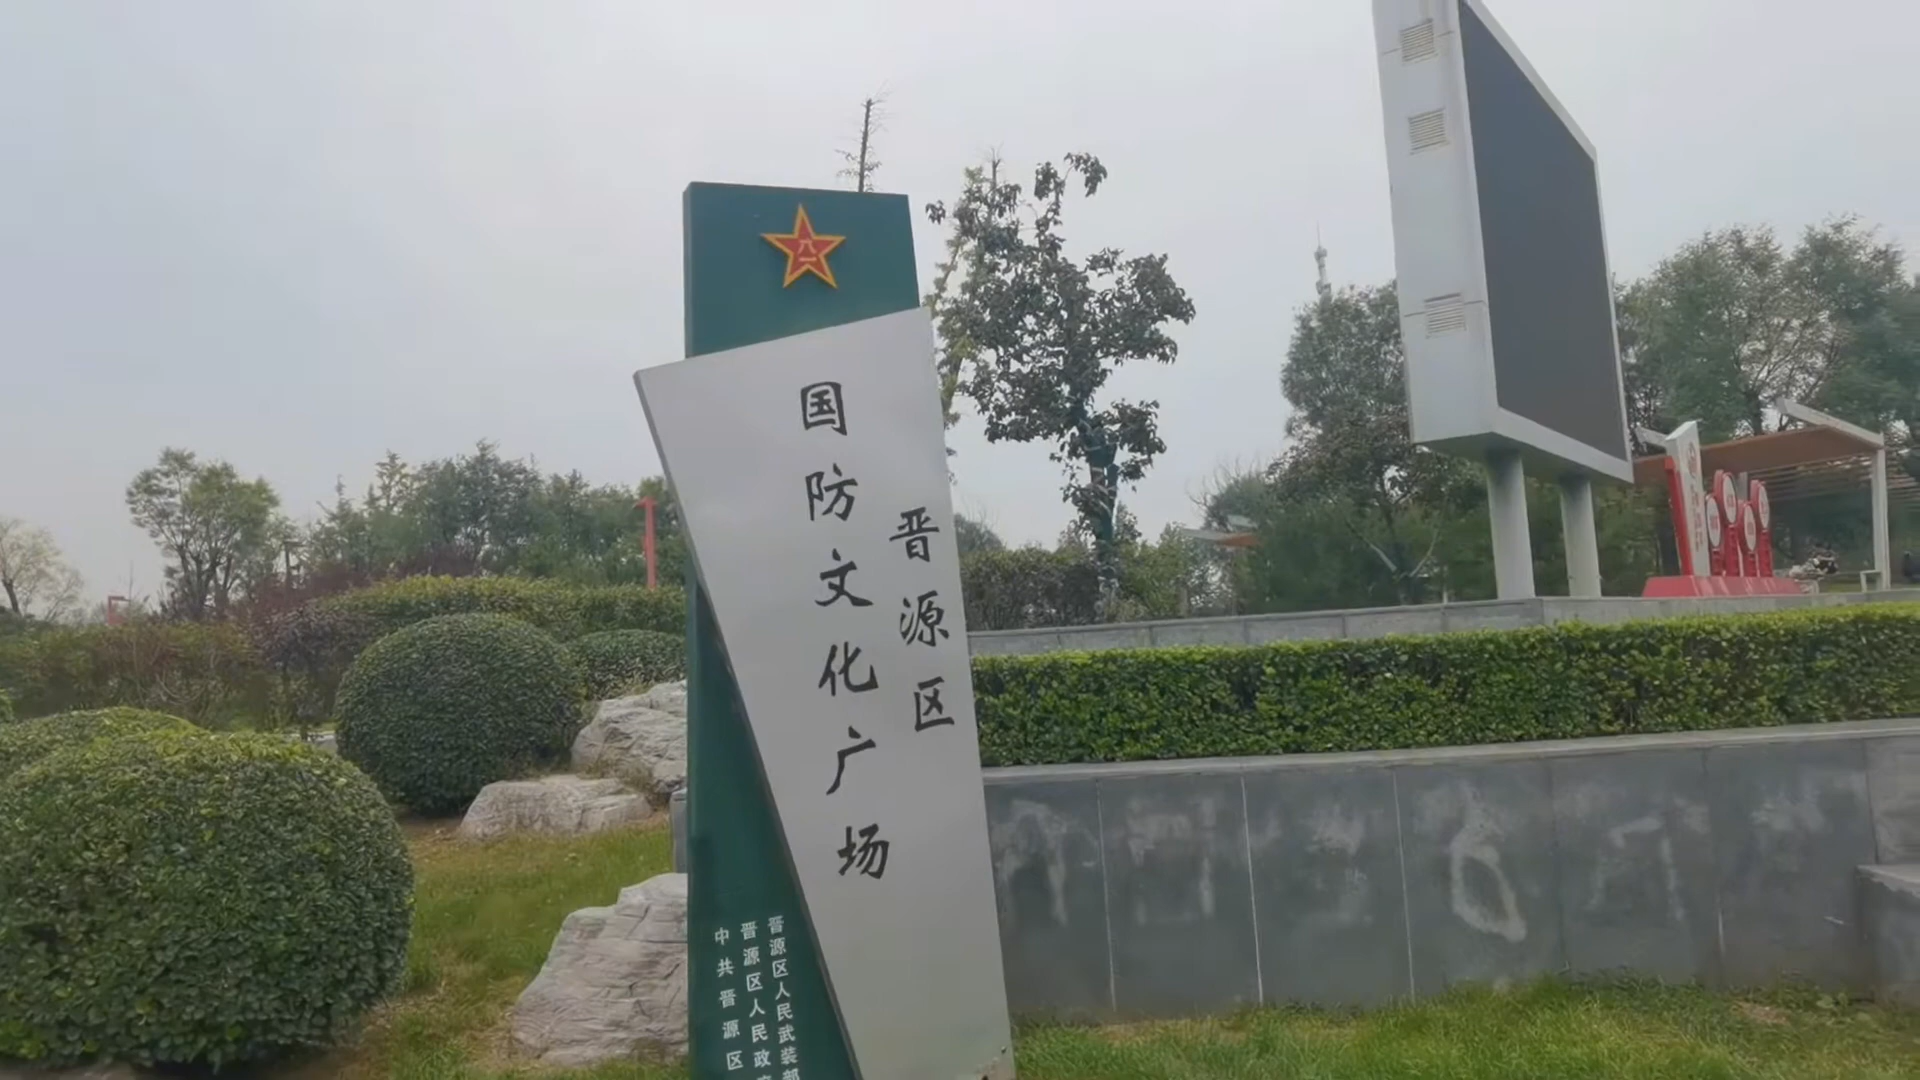 八一
晋源区
国防文化广场
晋源区人民武装部
晋源区人民政
中共晋源区